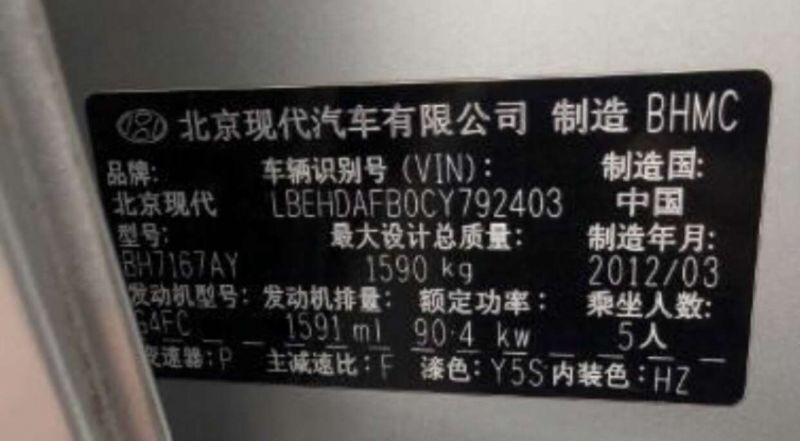 北京现代汽车有限公司 制造 BHMC
品牌: 车辆识别号 (VIN): 制造国:
北京现代 LBEHDAFB0CY792403 中国
型号: 最大设计总质量: 制造年月:
BH7167AY 1590 kg 2012/03
发动机型号: 发动机排量: 额定功率: 乘坐人数:
G4FC 1591 ml 90.4 kw 5人
变速器: P 主减速比: F 漆色: Y5S 内装色: HZ